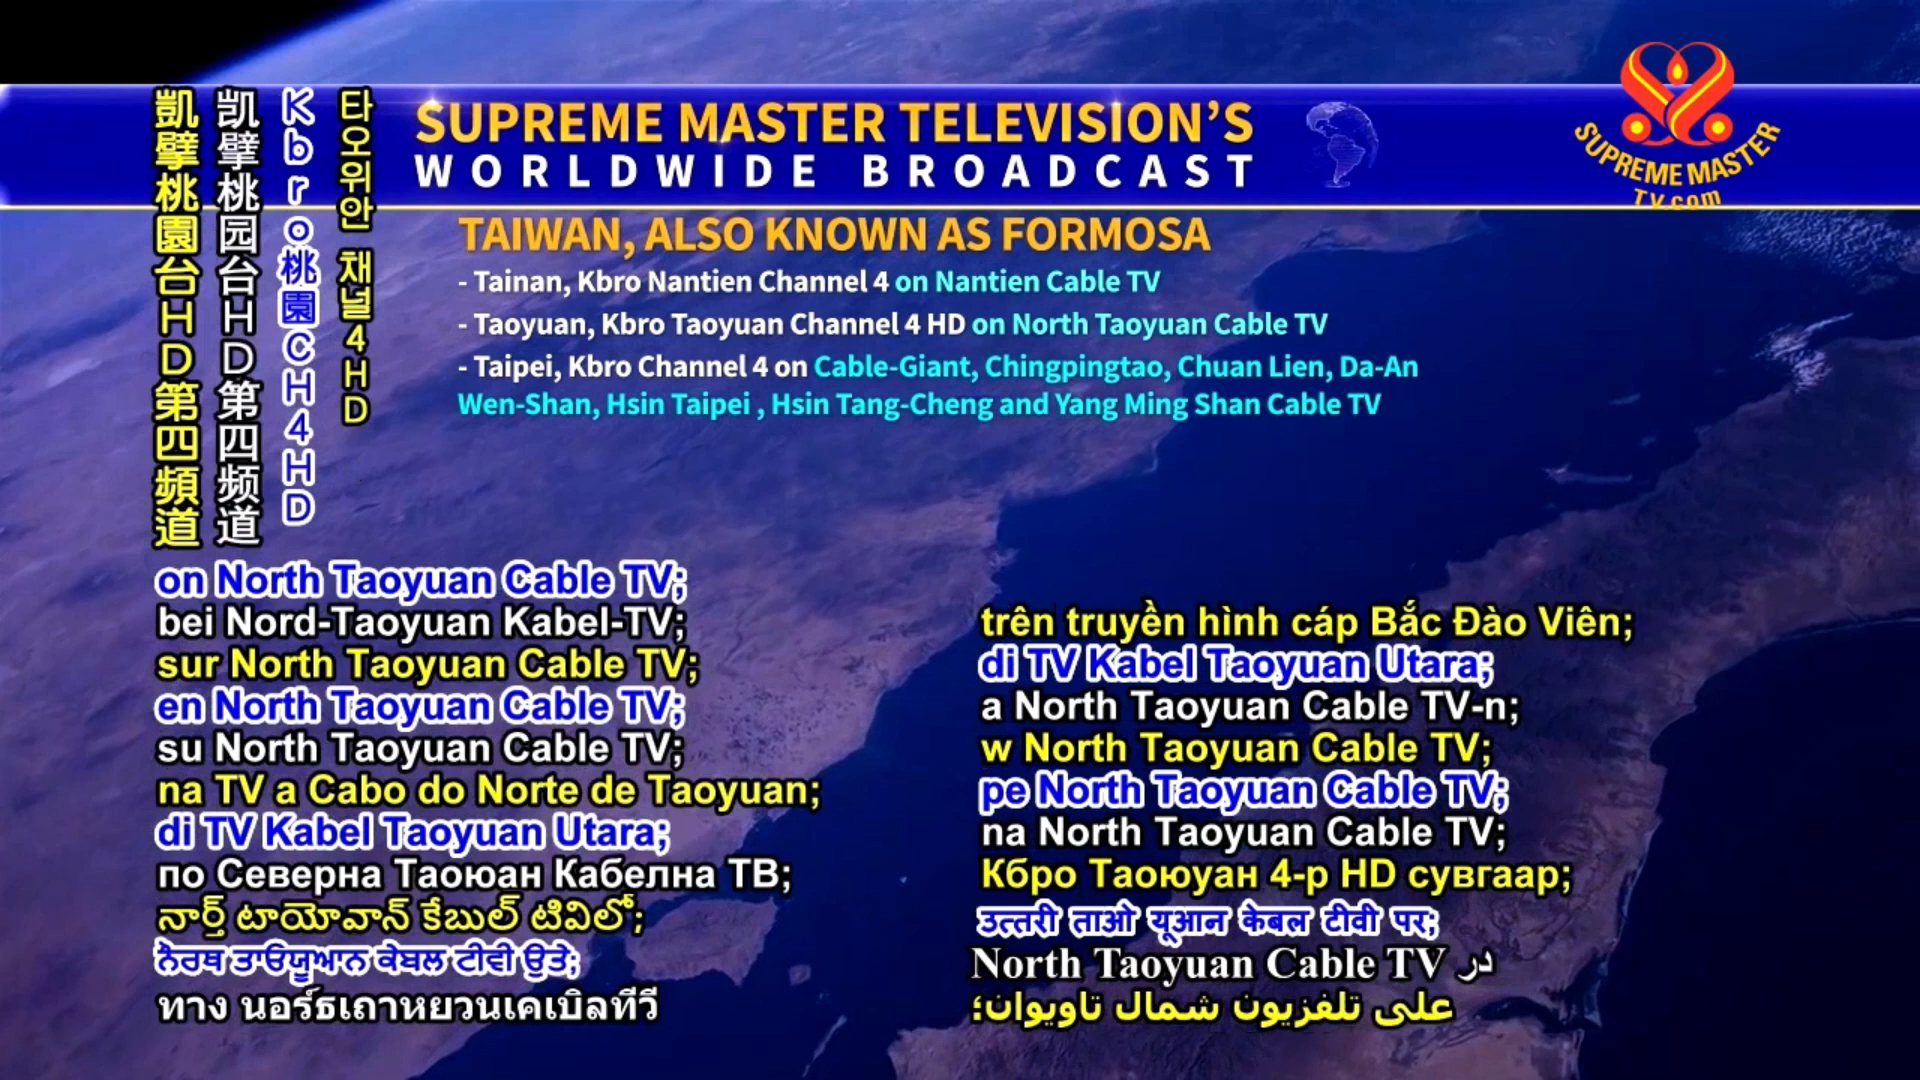 凱擘桃園台HD第四頻道
凯擘桃园台HD第四频道
Kbro桃園CH4HD
타오위안 채널4HD
SUPREME MASTER TELEVISION'S
WORLDWIDE BROADCAST
SUPREME MASTER
TV.com
TAIWAN, ALSO KNOWN AS FORMOSA
- Tainan, Kbro Nantien Channel 4 on Nantien Cable TV
- Taoyuan, Kbro Taoyuan Channel 4 HD on North Taoyuan Cable TV
- Taipei, Kbro Channel 4 on Cable-Giant, Chingpingtao, Chuan Lien, Da-An
Wen-Shan, Hsin Taipei , Hsin Tang-Cheng and Yang Ming Shan Cable TV
on North Taoyuan Cable TV;
bei Nord-Taoyuan Kabel-TV;
sur North Taoyuan Cable TV;
en North Taoyuan Cable TV;
su North Taoyuan Cable TV;
na TV a Cabo do Norte de Taoyuan;
di TV Kabel Taoyuan Utara;
по Северна Таоюан Кабелна ТВ;
నార్త్ టాయోవాన్ కేబుల్ టివిలో;
ਨੈਰਥ ਤਾਓਯੂਆਨ ਕੇਬਲ ਟੀਵੀ ਉਤੇ;
ทาง นอร์ธเถาหยวนเคเบิลทีวี
trên truyền hình cáp Bắc Đào Viên;
di TV Kabel Taoyuan Utara;
a North Taoyuan Cable TV-n;
w North Taoyuan Cable TV;
pe North Taoyuan Cable TV;
na North Taoyuan Cable TV;
Кбро Таоюуан 4-р HD сувгаар;
उत्तरी ताओ यूआन केबल टीवी पर;
در North Taoyuan Cable TV
على تلفزيون شمال تاويوان؛